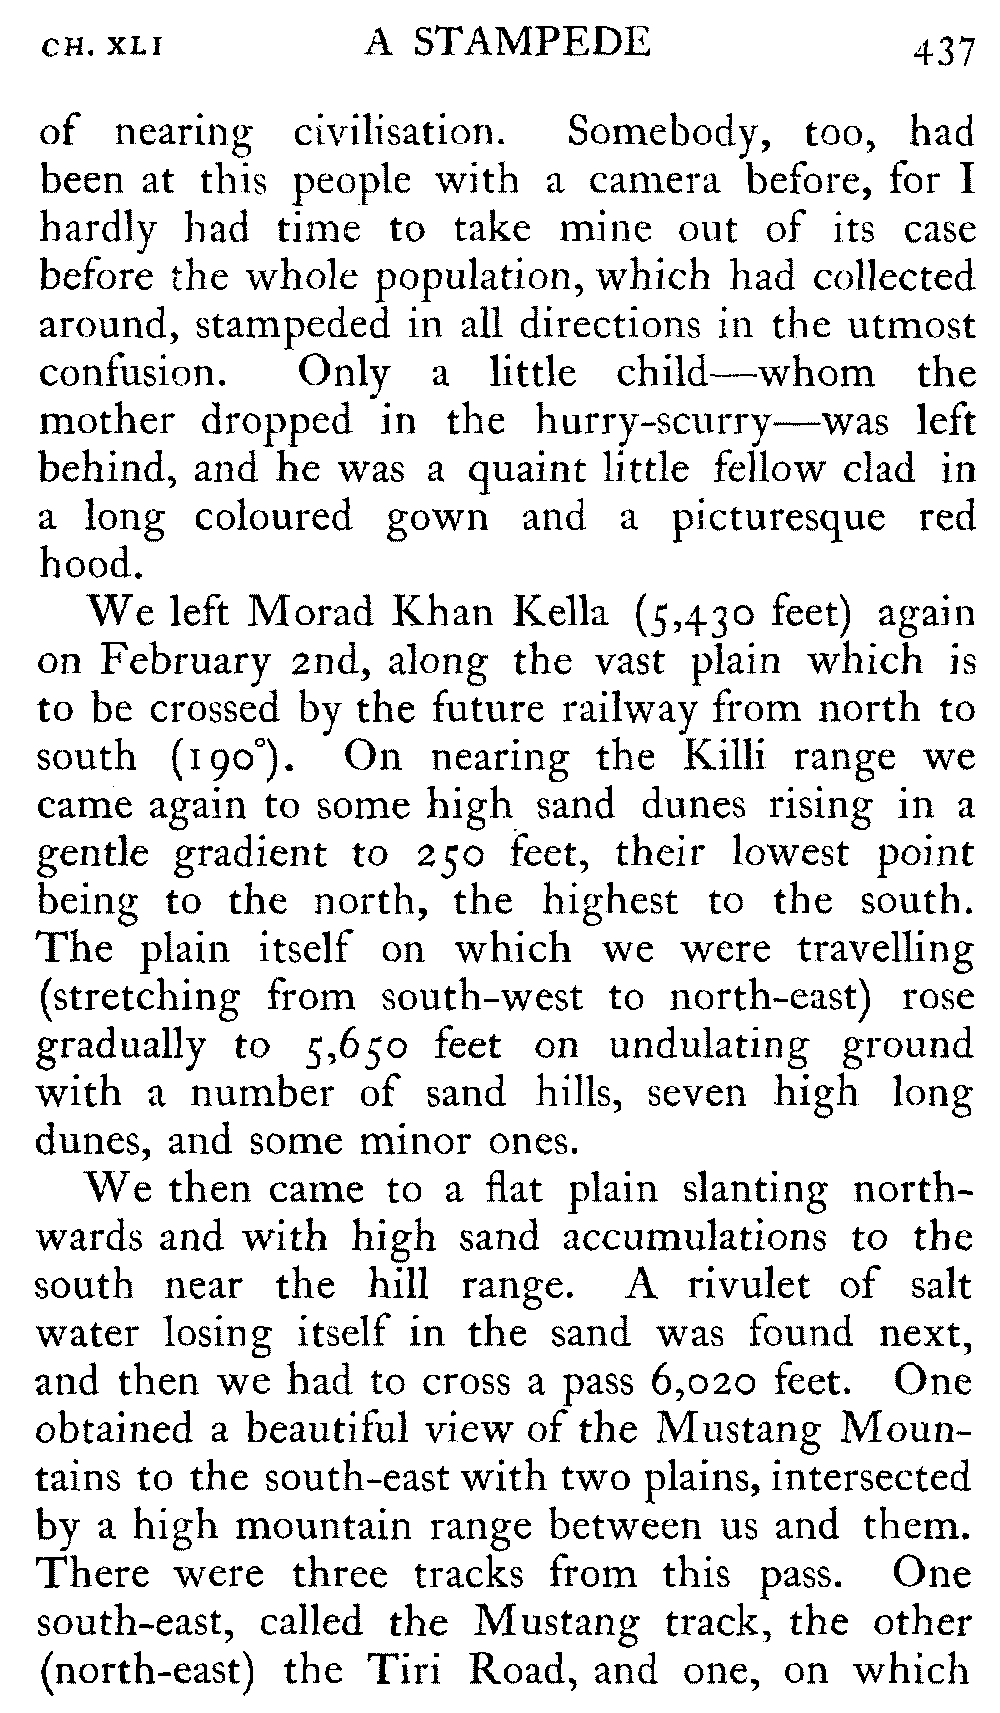 CH. XLI A STAMPEDE 437
of nearing civilisation. Somebody, too, had
been at this people with a camera before, for I
hardly had time to take mine out of its case
before the whole population, which had collected
around, stampeded in all directions in the utmost
confusion. Only a little child—whom the
mother dropped in the hurry-scurry—was left
behind, and he was a quaint little fellow clad in
a long coloured gown and a picturesque red
hood.
We left Morad Khan Kella (5,430 feet) again
on February 2nd, along the vast plain which is
to be crossed by the future railway from north to
south (190°). On nearing the Killi range we
came again to some high sand dunes rising in a
gentle gradient to 250 feet, their lowest point
being to the north, the highest to the south.
The plain itself on which we were travelling
(stretching from south-west to north-east) rose
gradually to 5,650 feet on undulating ground
with a number of sand hills, seven high long
dunes, and some minor ones.
We then came to a flat plain slanting north-
wards and with high sand accumulations to the
south near the hill range. A rivulet of salt
water losing itself in the sand was found next,
and then we had to cross a pass 6,020 feet. One
obtained a beautiful view of the Mustang Moun-
tains to the south-east with two plains, intersected
by a high mountain range between us and them.
There were three tracks from this pass. One
south-east, called the Mustang track, the other
(north-east) the Tiri Road, and one, on which